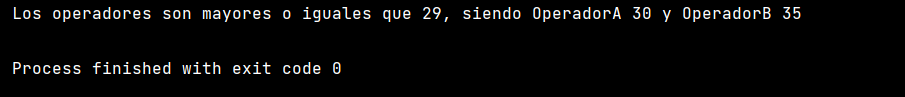 Los operadores son mayores o iguales que 29, siendo OperadorA 30 y OperadorB 35
Process finished with exit code 0